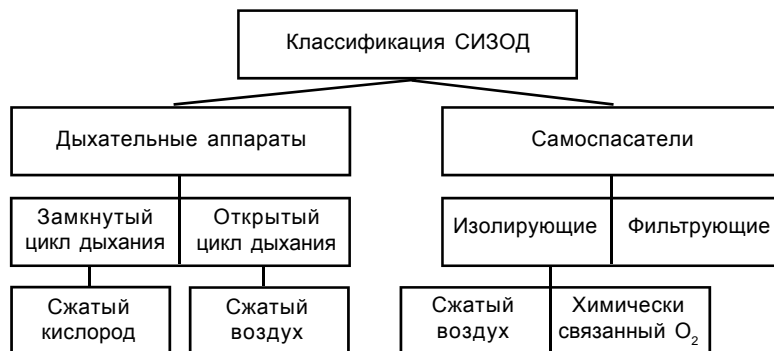 Классификация СИЗОД
Дыхательные аппараты
Самоспасатели
Замкнутый
цикл дыхания
Открытый
цикл дыхания
Изолирующие
Фильтрующие
Сжатый
кислород
Сжатый
воздух
Сжатый
воздух
Химически
связанный O₂